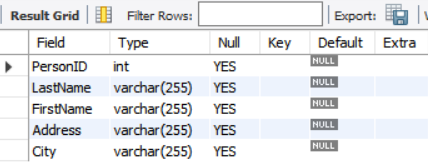 Result Grid Filter Rows: Export:
Field Type Null Key Default Extra
PersonID int YES NULL
LastName varchar(255) YES NULL
FirstName varchar(255) YES NULL
Address varchar(255) YES NULL
City varchar(255) YES NULL